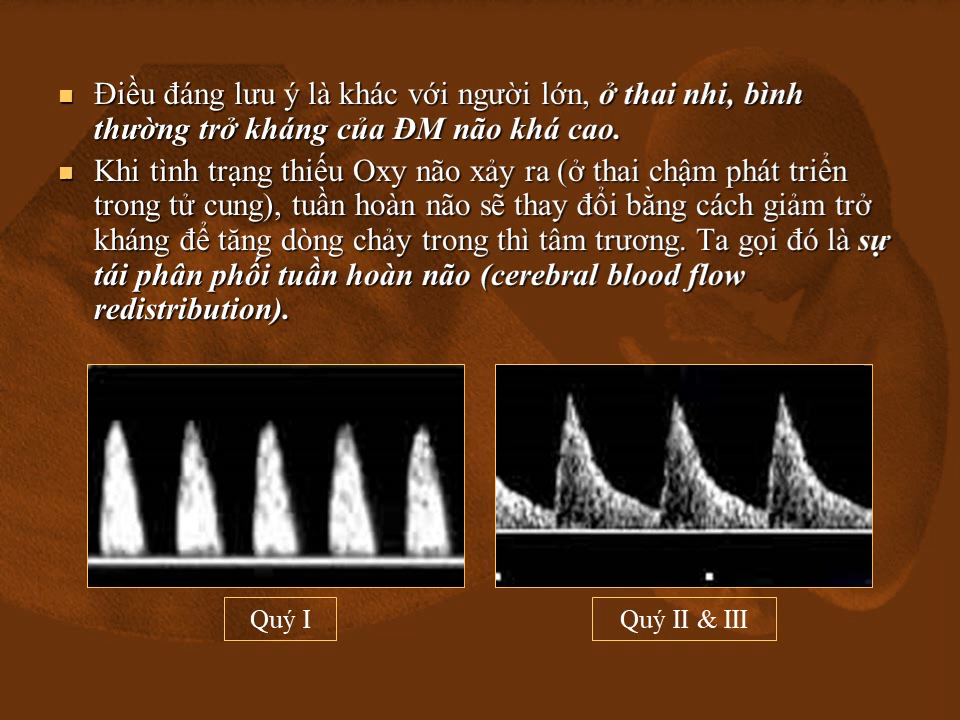 Điều đáng lưu ý là khác với người lớn, ở thai nhi, bình
thường trở kháng của ĐM não khá cao.
Khi tình trạng thiếu Oxy não xảy ra (ở thai chậm phát triển
trong tử cung), tuần hoàn não sẽ thay đổi bằng cách giảm trở
kháng để tăng dòng chảy trong thì tâm trương. Ta gọi đó là sự
tái phân phối tuần hoàn não (cerebral blood flow
redistribution).
Quý I
Quý II & III